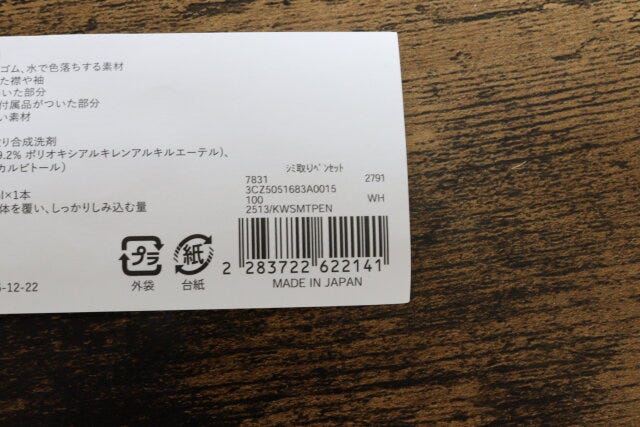 ゴム、水で色落ちする素材
た襟や袖
いた部分
付属品がついた部分
い素材
り合成洗剤
9.2% ポリオキシアルキレンアルキルエーテル)、
カルビトール)
×1本
体を覆い、しっかりしみ込む量
シミ取りペンセット
7831 2791
3CZ5051683A0015
100 WH
2513/KWSMTPEN
プラ
紙
外袋
台紙
2 283722 622141
MADE IN JAPAN
-12-22